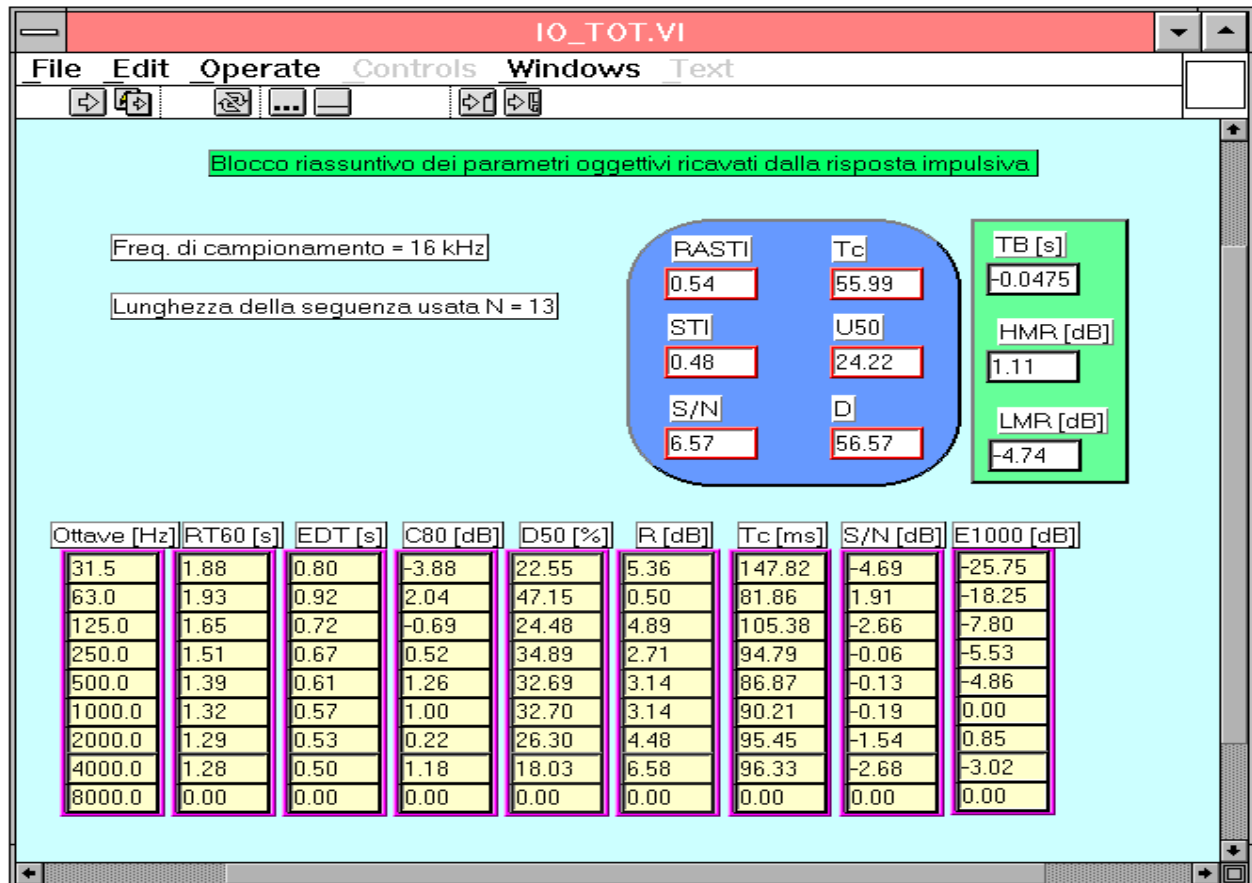 IO_TOT.VI
File Edit Operate Controls Windows Text
Blocco riassuntivo dei parametri oggettivi ricavati dalla risposta impulsiva
Freq. di campionamento = 16 kHz
Lunghezza della seguenza usata N = 13
RASTI Tc
0.54 55.99
STI U50
0.48 24.22
S/N D
6.57 56.57
TB [s]
-0.0475
HMR [dB]
1.11
LMR [dB]
-4.74
Ottave [Hz] RT60 [s] EDT [s] C80 [dB] D50 [%] R [dB] Tc [ms] S/N [dB] E1000 [dB]
31.5 1.88 0.80 -3.88 22.55 5.36 147.82 -4.69 -25.75
63.0 1.93 0.92 2.04 47.15 0.50 81.86 1.91 -18.25
125.0 1.65 0.72 -0.69 24.48 4.89 105.38 -2.66 -7.80
250.0 1.51 0.67 0.52 34.89 2.71 94.79 -0.06 -5.53
500.0 1.39 0.61 1.26 32.69 3.14 86.87 -0.13 -4.86
1000.0 1.32 0.57 1.00 32.70 3.14 90.21 -0.19 0.00
2000.0 1.29 0.53 0.22 26.30 4.48 95.45 -1.54 0.85
4000.0 1.28 0.50 1.18 18.03 6.58 96.33 -2.68 -3.02
8000.0 0.00 0.00 0.00 0.00 0.00 0.00 0.00 0.00